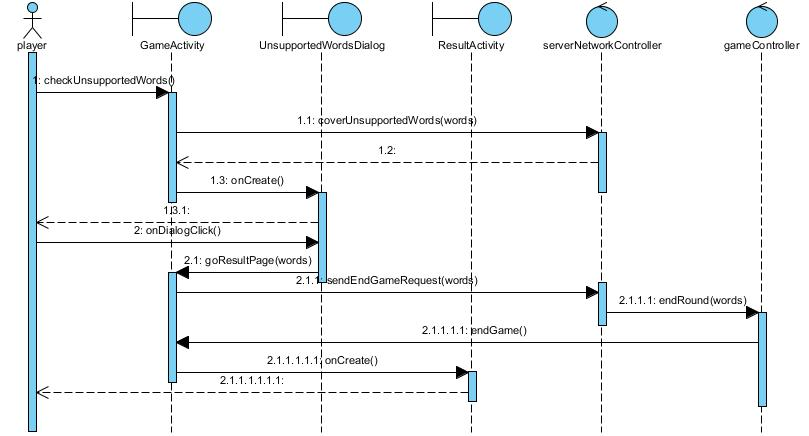 player
GameActivity
UnsupportedWordsDialog
ResultActivity
serverNetworkController
gameController
1: checkUnsupportedWords()
1.1: coverUnsupportedWords(words)
1.2:
1.3: onCreate()
1.3.1:
2: onDialogClick()
2.1: goResultPage(words)
2.1.1: sendEndGameRequest(words)
2.1.1.1: endRound(words)
2.1.1.1.1: endGame()
2.1.1.1.1.1: onCreate()
2.1.1.1.1.1.1: